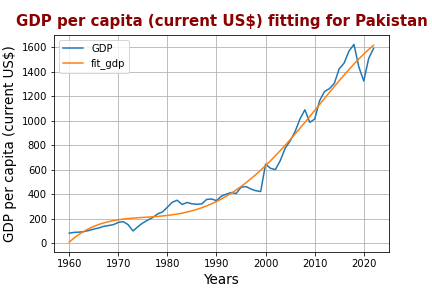 GDP per capita (current US$) fitting for Pakistan
GDP per capita (current US$)
1600
1400
1200
1000
800
600
400
200
0
GDP
fit_gdp
1960 1970 1980 1990 2000 2010 2020
Years